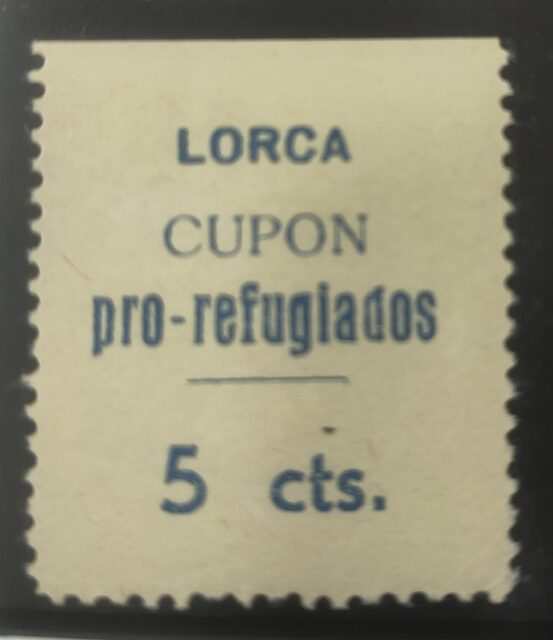 LORCA
CUPON
pro-refugiados
5 cts.